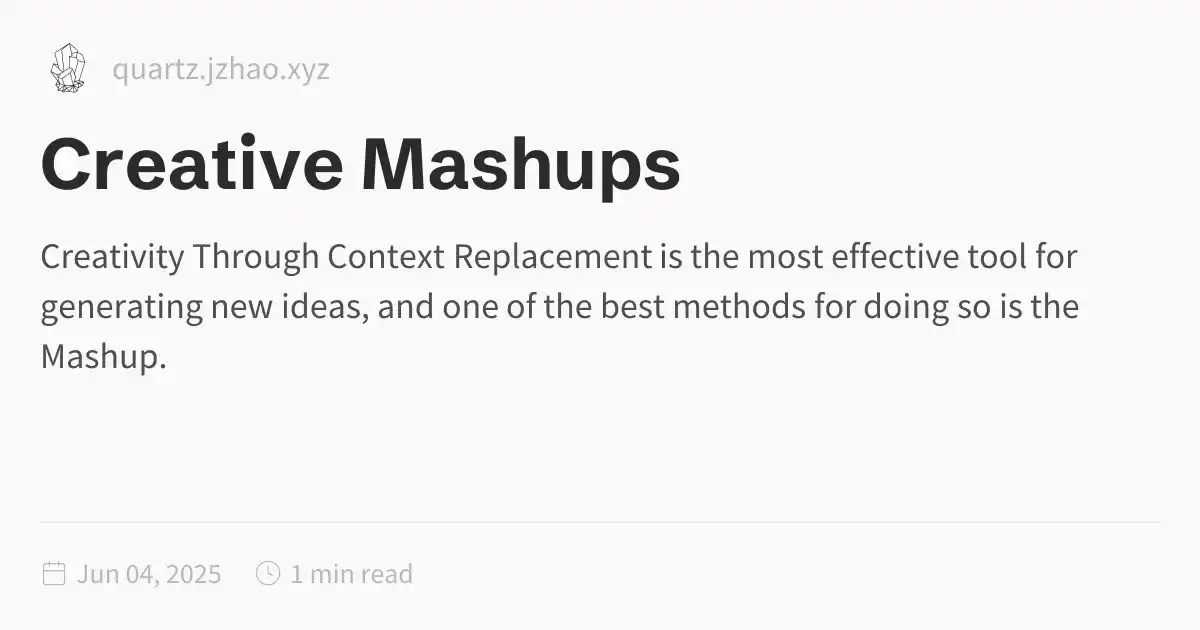 quartz.jzhao.xyz
Creative Mashups
Creativity Through Context Replacement is the most effective tool for
generating new ideas, and one of the best methods for doing so is the
Mashup.
Jun 04, 2025 1 min read